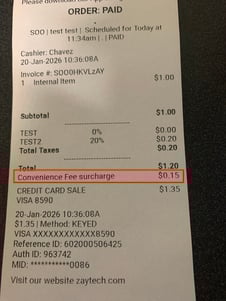 Please download our app
ORDER: PAID
SOO | test test | Scheduled for Today at
11:34am | | PAID
Cashier: Chavez
20-Jan-2026 10:36:08A
Invoice #: SOO0HKVLzAY
1 Internal Item $1.00
Subtotal $1.00
TEST 0% $0.00
TEST2 20% $0.20
Total Taxes $0.20
Total $1.20
Convenience Fee surcharge $0.15
CREDIT CARD SALE $1.35
VISA 8590
20-Jan-2026 10:36:08A
$1.35 | Method: KEYED
VISA XXXXXXXXXXXX8590
Reference ID: 602000506425
Auth ID: 963742
MID: ***********0086
Visit our website zaytech.com